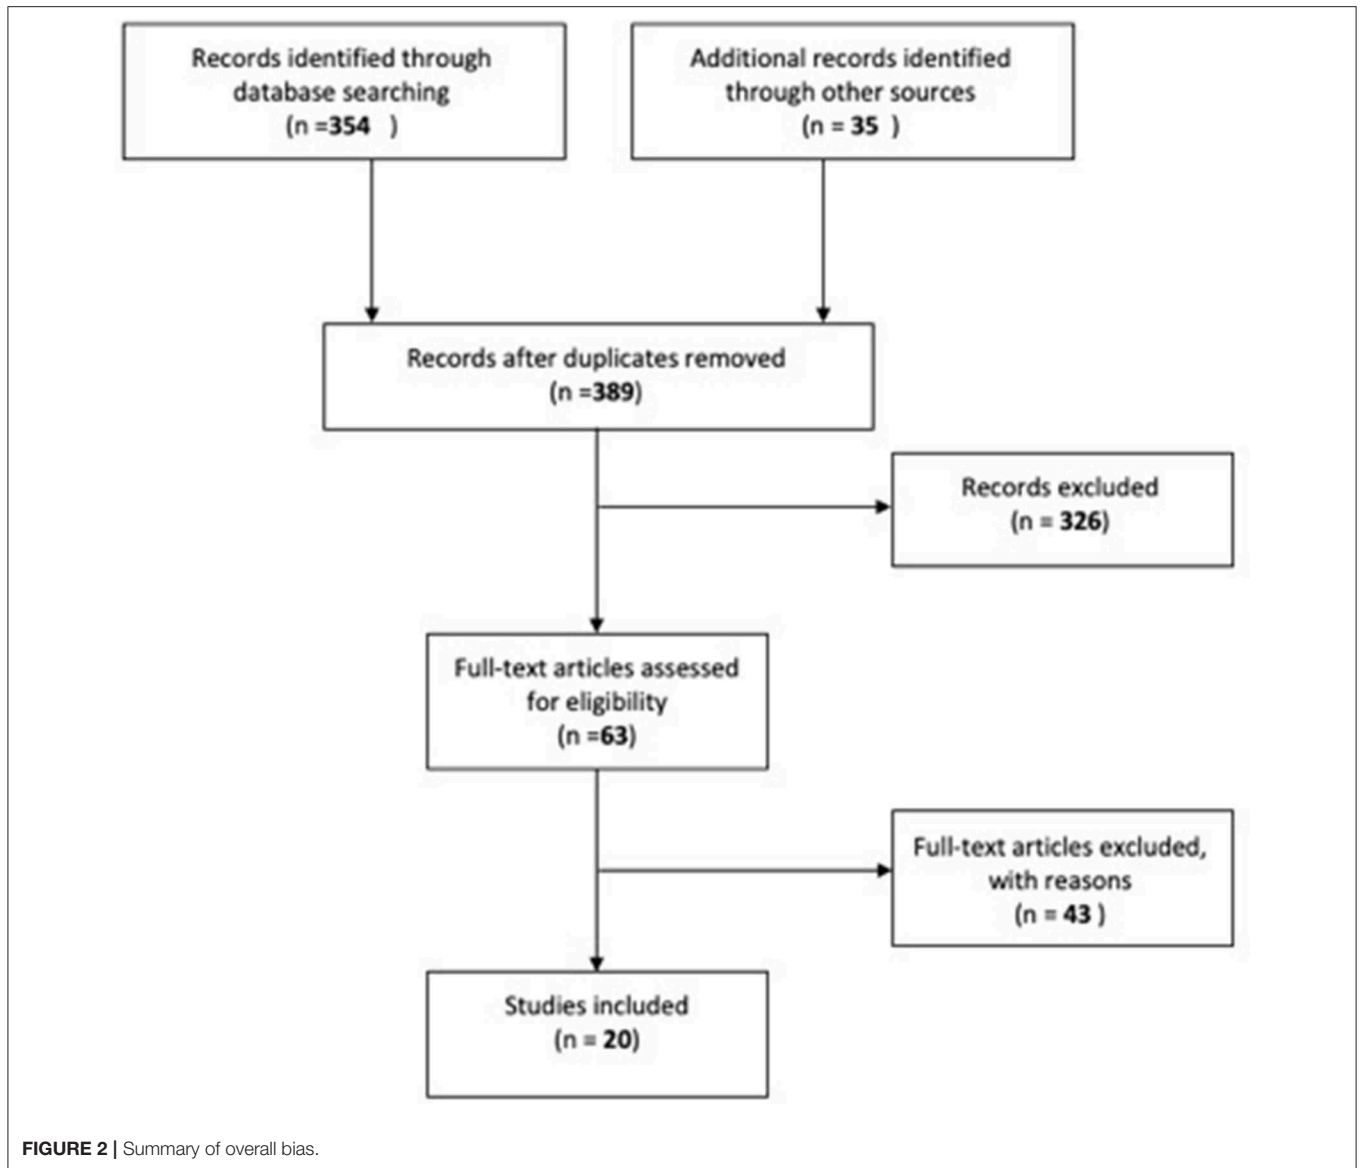 Records identified through
database searching
(n =354 )
Additional records identified
through other sources
(n = 35 )
Records after duplicates removed
(n =389)
Records excluded
(n = 326)
Full-text articles assessed
for eligibility
(n =63)
Full-text articles excluded,
with reasons
(n = 43 )
Studies included
(n = 20)
FIGURE 2 | Summary of overall bias.